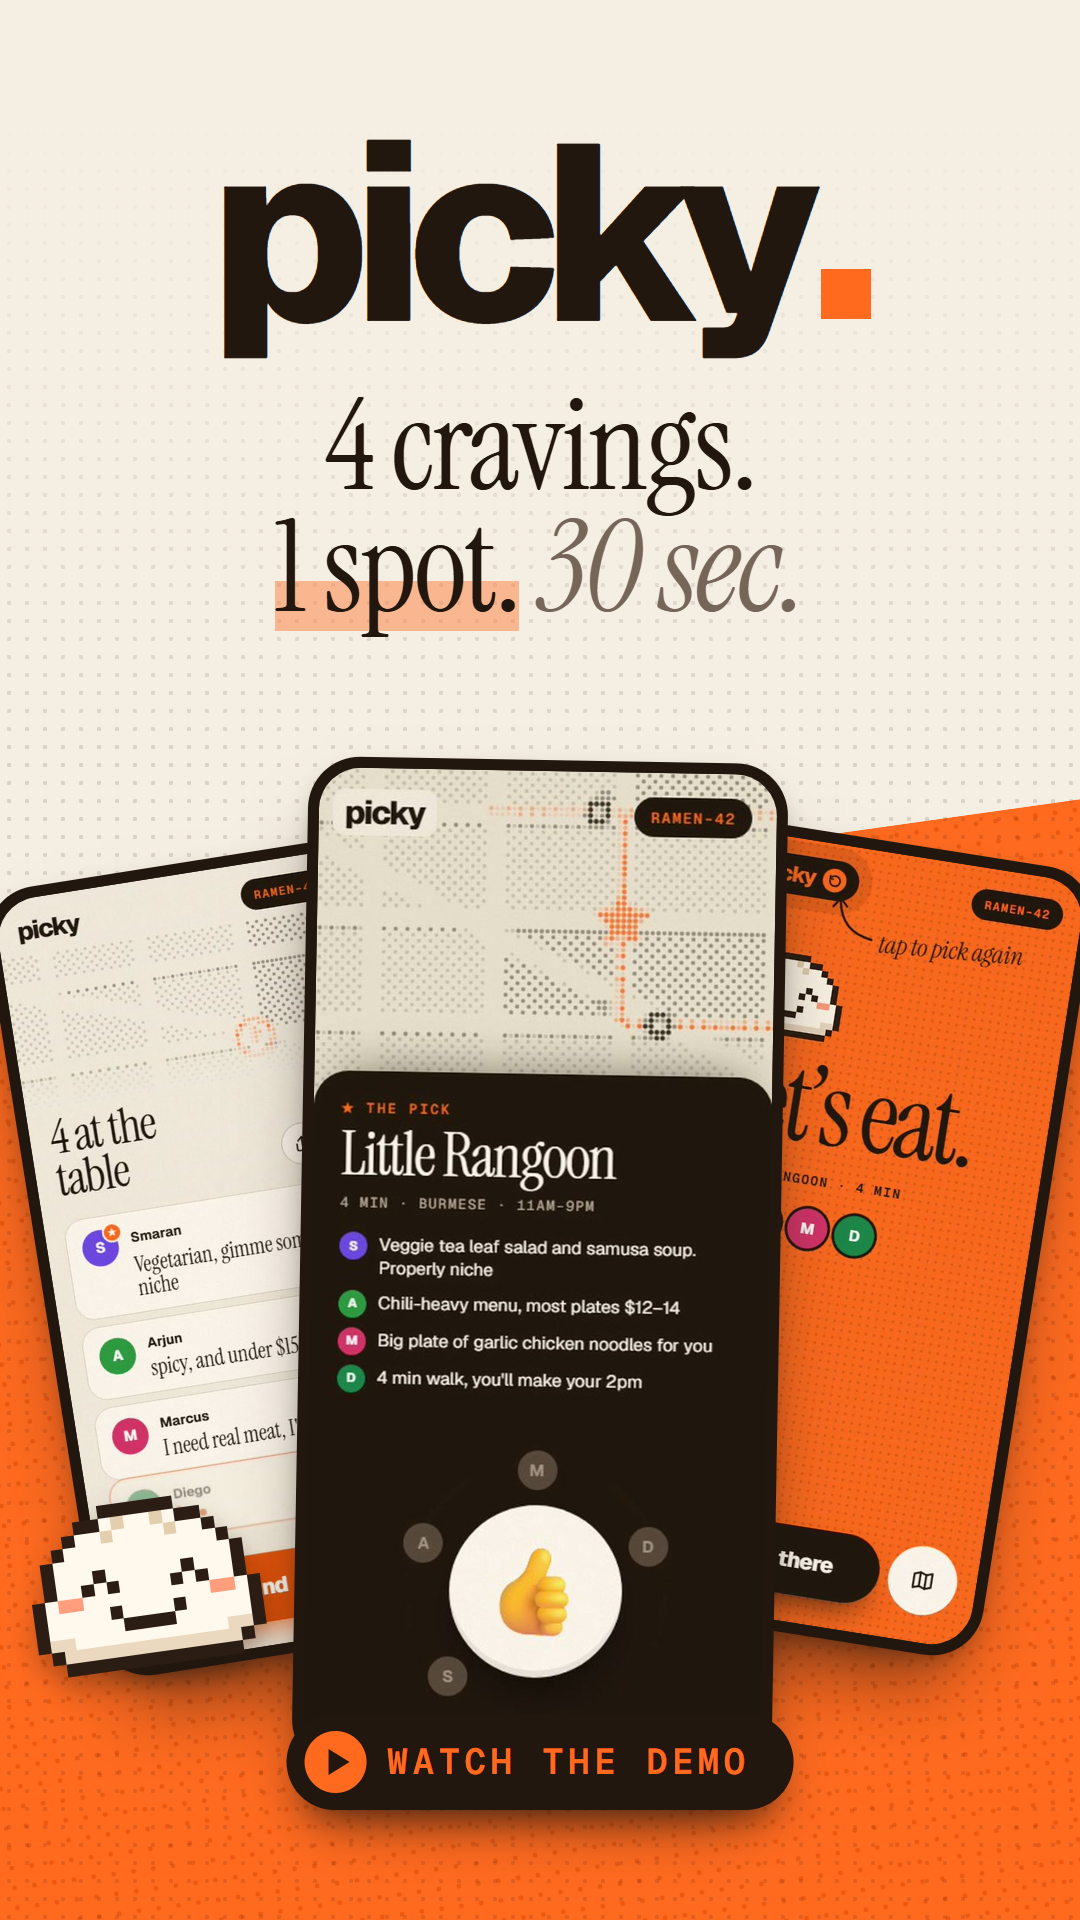 picky.
4 cravings.
1 spot. 30 sec.
picky
RAMEN-4
4 at the
table
S
Smaran
Vegetarian, gimme
niche
A
Arjun
spicy, and under $15
M
Marcus
I need real meat,
Diego
picky
RAMEN-42
★ THE PICK
Little Rangoon
4 MIN · BURMESE · 11AM–9PM
S Veggie tea leaf salad and samusa soup.
Properly niche
A Chili-heavy menu, most plates $12–14
M Big plate of garlic chicken noodles for you
D 4 min walk, you'll make your 2pm
M
A
D
S
cky
RAMEN-42
tap to pick again
t's eat.
NGOON · 4 MIN
M D
there
WATCH THE DEMO